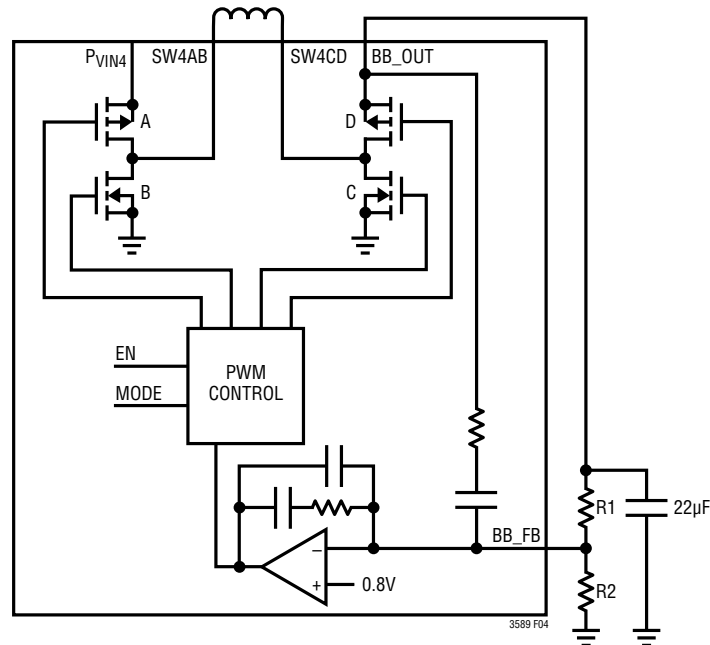 PVIN4 SW4AB SW4CD BB_OUT
A D
B C
EN
MODE
PWM
CONTROL
R1 22µF
BB_FB
–
+ 0.8V
R2
3589 F04